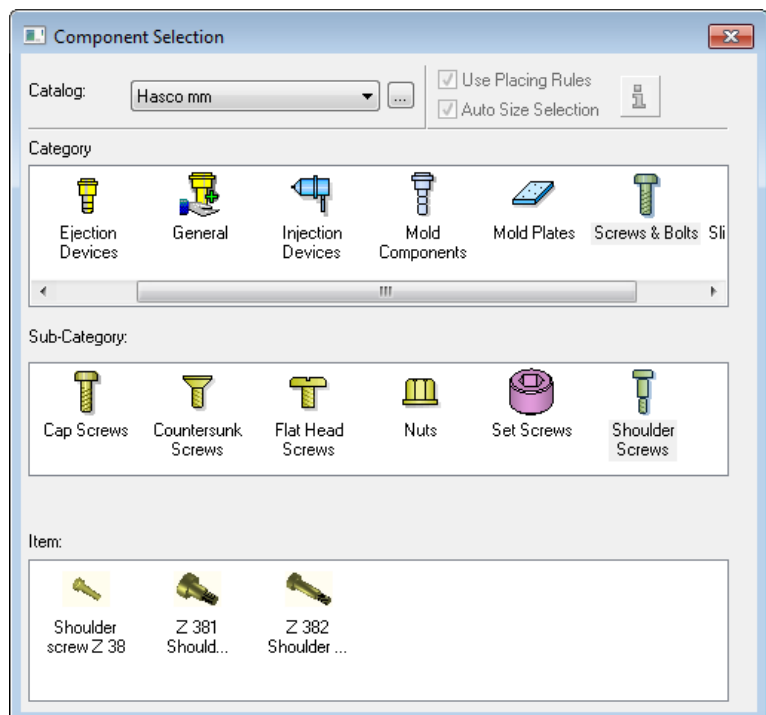 Component Selection
Catalog:
Hasco mm
...
Use Placing Rules
Auto Size Selection
Category
Ejection Devices
General
Injection Devices
Mold Components
Mold Plates
Screws & Bolts
Sli
Sub-Category:
Cap Screws
Countersunk Screws
Flat Head Screws
Nuts
Set Screws
Shoulder Screws
Item:
Shoulder screw Z 38
Z 381 Should...
Z 382 Shoulder ...